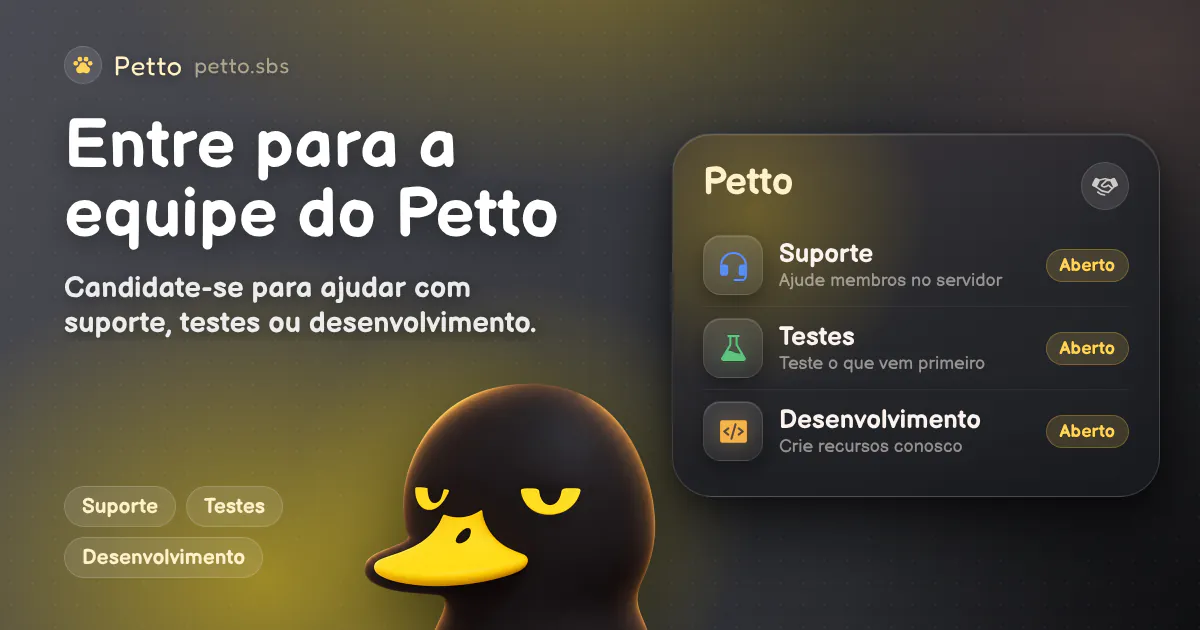 Petto petto.sbs
Entre para a
equipe do Petto
Candidate-se para ajudar com
suporte, testes ou desenvolvimento.
Suporte Testes
Desenvolvimento
Petto
Suporte
Ajude membros no servidor
Aberto
Testes
Teste o que vem primeiro
Aberto
Desenvolvimento
Crie recursos conosco
Aberto